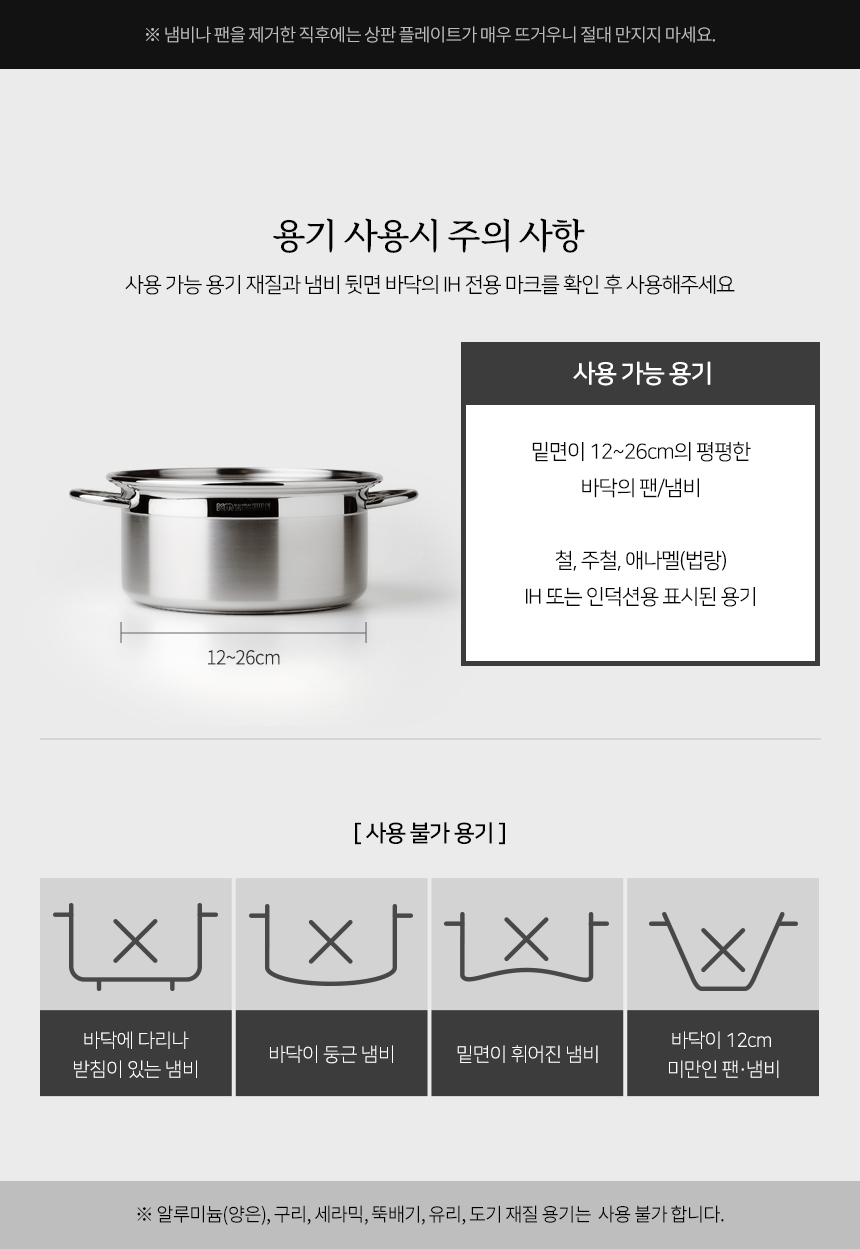 ※ 냄비나 팬을 제거한 직후에는 상판 플레이트가 매우 뜨거우니 절대 만지지 마세요.
용기 사용시 주의 사항
사용 가능 용기 재질과 냄비 뒷면 바닥의 IH 전용 마크를 확인 후 사용해주세요
사용 가능 용기
밑면이 12~26cm의 평평한
바닥의 팬/냄비
철, 주철, 애나멜(법랑)
IH 또는 인덕션용 표시된 용기
12~26cm
[ 사용 불가 용기 ]
바닥에 다리나
받침이 있는 냄비
바닥이 둥근 냄비
밑면이 휘어진 냄비
바닥이 12cm
미만인 팬·냄비
※ 알루미늄(양은), 구리, 세라믹, 뚝배기, 유리, 도기 재질 용기는 사용 불가 합니다.